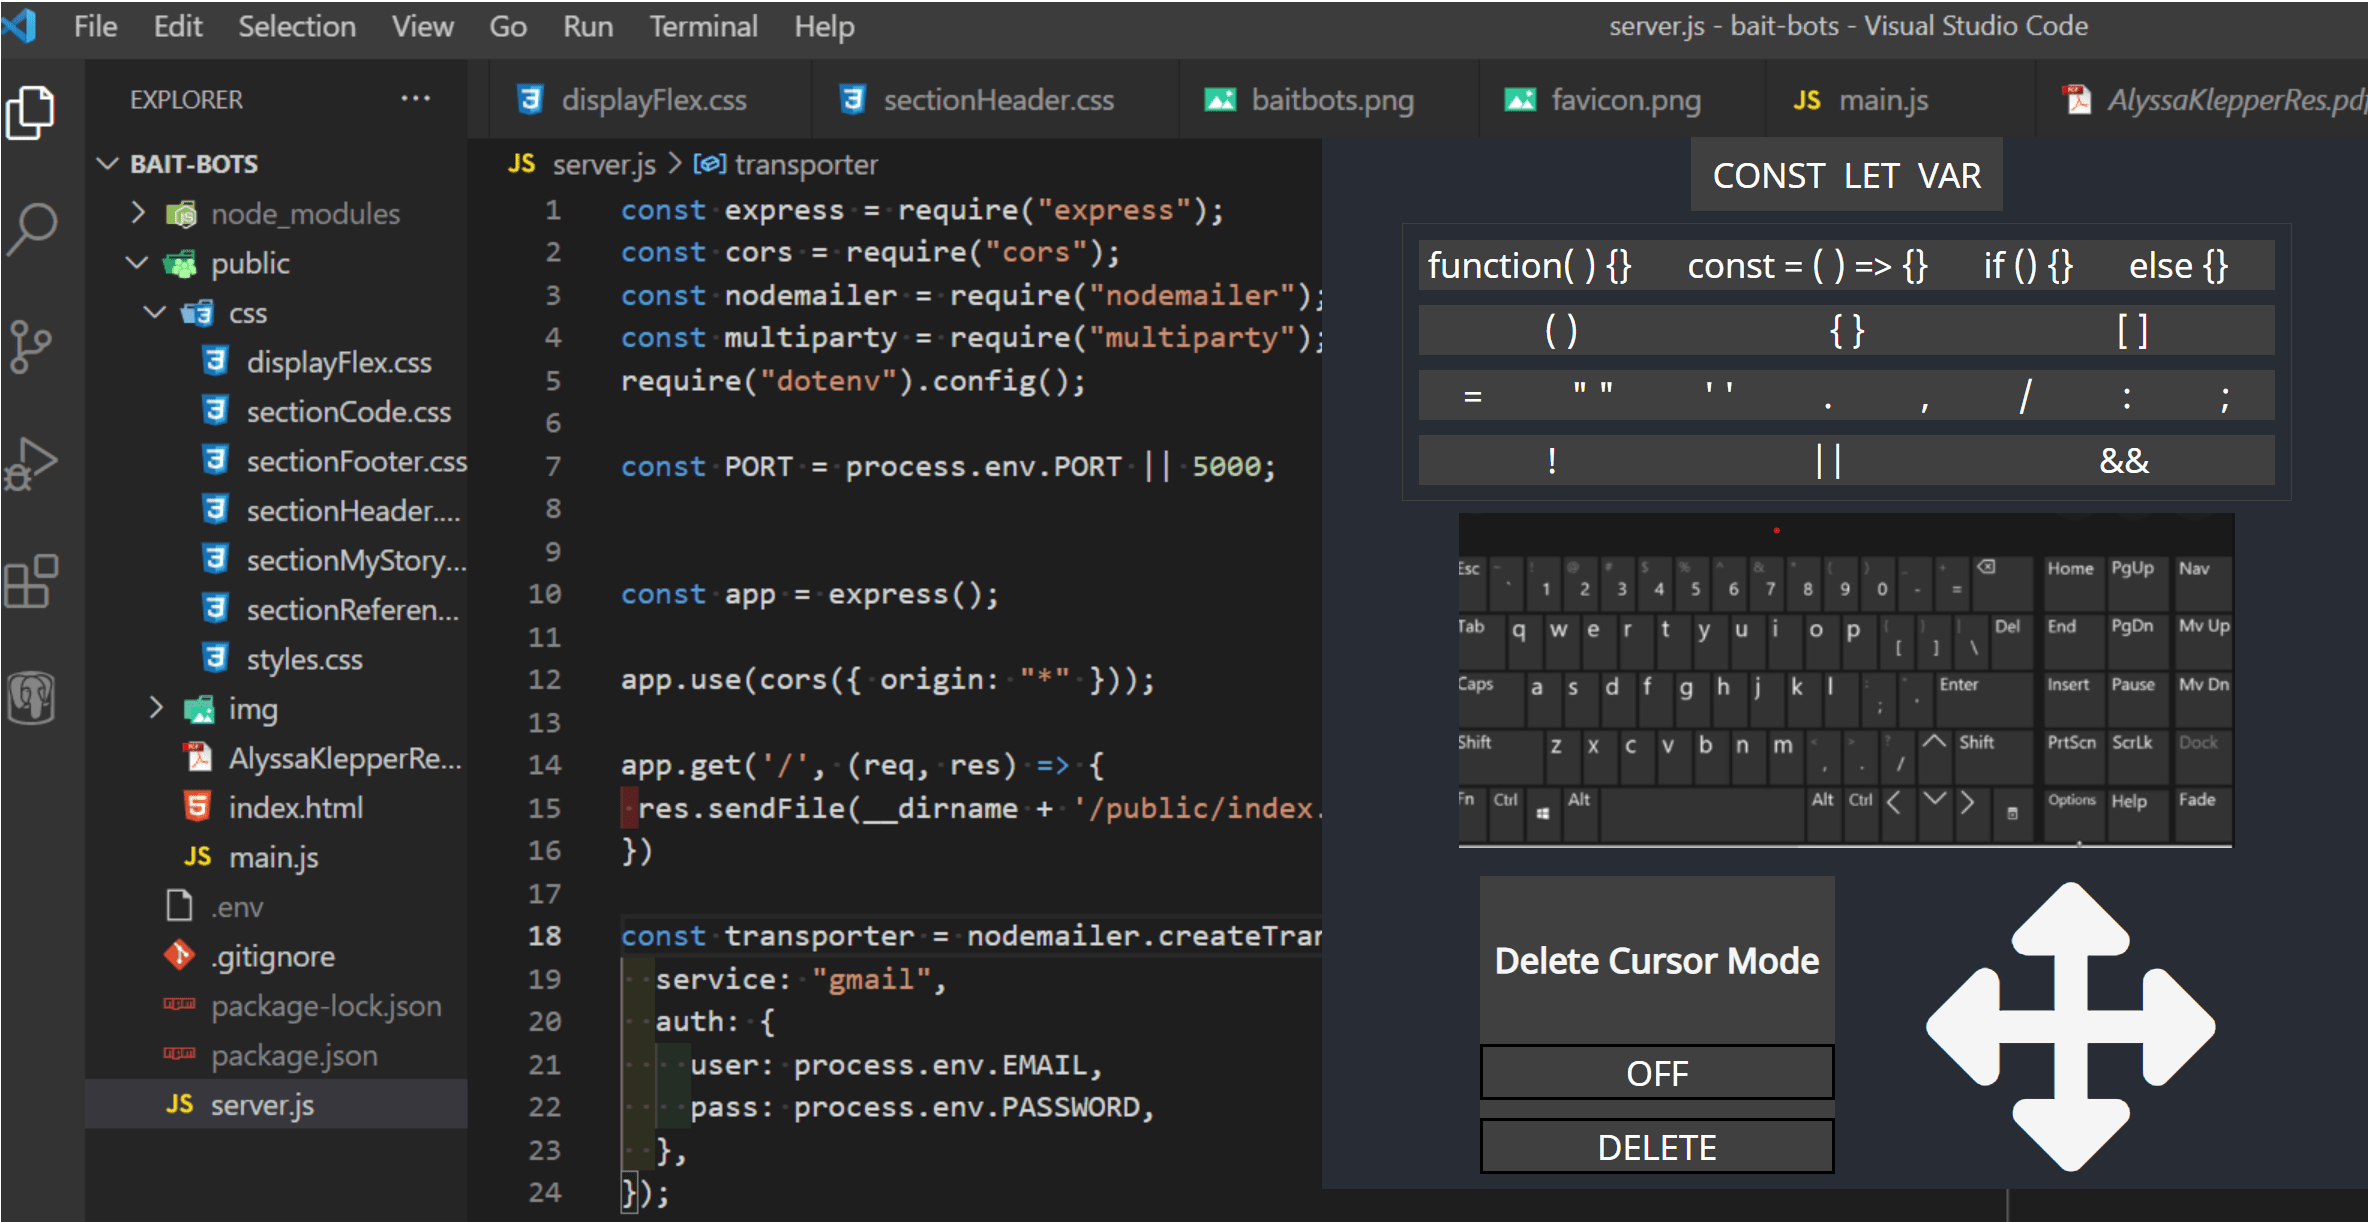 File Edit Selection View Go Run Terminal Help
server.js - bait-bots - Visual Studio Code
EXPLORER ...
BAIT-BOTS
node_modules
public
css
displayFlex.css
sectionCode.css
sectionFooter.css
sectionHeader....
sectionMyStory...
sectionReferen...
styles.css
img
AlyssaKlepperRe...
index.html
JS main.js
.env
.gitignore
package-lock.json
package.json
JS server.js
displayFlex.css sectionHeader.css baitbots.png favicon.png JS main.js AlyssaKlepperRes.pdf
JS server.js > transporter
1 const express = require("express");
2 const cors = require("cors");
3 const nodemailer = require("nodemailer");
4 const multiparty = require("multiparty");
5 require("dotenv").config();
6
7 const PORT = process.env.PORT || 5000;
8
9
10 const app = express();
11
12 app.use(cors({ origin: "*" }));
13
14 app.get('/', (req, res) => {
15 res.sendFile(__dirname + '/public/index.
16 })
17
18 const transporter = nodemailer.createTran
19 service: "gmail",
20 auth: {
21 user: process.env.EMAIL,
22 pass: process.env.PASSWORD,
23 },
24 });
CONST LET VAR
function( ) {} const = ( ) => {} if () {} else {}
( ) { } [ ]
= " " ' ' . , / : ;
! || &&
Esc ` 1 2 3 4 5 6 7 8 9 0 - = Home PgUp Nav
Tab q w e r t y u i o p [ ] \ Del End PgDn Mv Up
Caps a s d f g h j k l ; ' Enter Insert Pause Mv Dn
Shift z x c v b n m , . / Shift PrtScn ScrLk Dock
Fn Ctrl Alt Alt Ctrl Options Help Fade
Delete Cursor Mode
OFF
DELETE